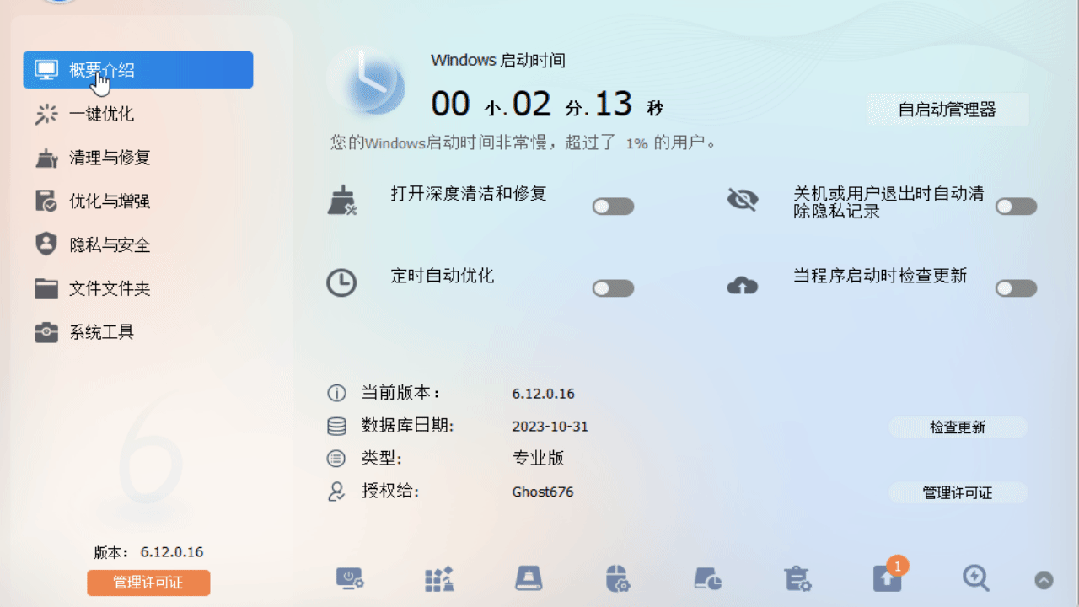 概要介绍
一键优化
清理与修复
优化与增强
隐私与安全
文件文件夹
系统工具
6
版本： 6.12.0.16
管理许可证
Windows 启动时间
00 小. 02 分. 13 秒
自启动管理器
您的Windows启动时间非常慢，超过了 1% 的用户。
打开深度清洁和修复
关机或用户退出时自动清
除隐私记录
定时自动优化
当程序启动时检查更新
当前版本： 6.12.0.16
数据库日期: 2023-10-31
检查更新
类型: 专业版
授权给: Ghost676
管理许可证
1